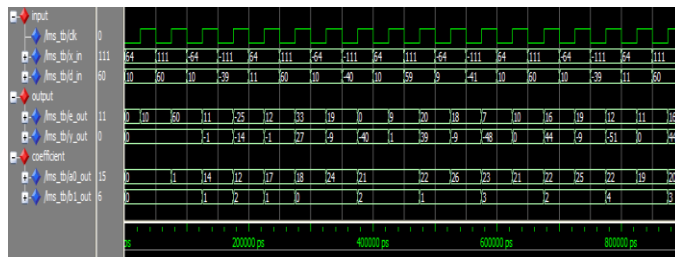 input
/lms_tb/clk 0
/lms_tb/x_in 111 64 111 -64 -111 64 111 -64 -111 64 111 -64 -111 64 111 -64 -111 64 111
/lms_tb/d_in 60 10 60 10 -39 11 60 10 -40 10 59 9 -41 10 60 10 -39 11 60
output
/lms_tb/e_out 11 0 10 60 11 -25 12 33 19 0 9 20 18 7 10 16 19 12 11 16
/lms_tb/y_out 0 0 -1 -14 -1 27 -9 -40 1 39 -9 -48 0 44 -9 -51 0 44
coefficient
/lms_tb/a0_out 15 0 1 14 12 17 18 24 21 22 26 23 21 22 25 22 19 20
/lms_tb/b1_out 6 0 1 2 1 0 2 1 3 2 4 3
ps 200000 ps 400000 ps 600000 ps 800000 ps